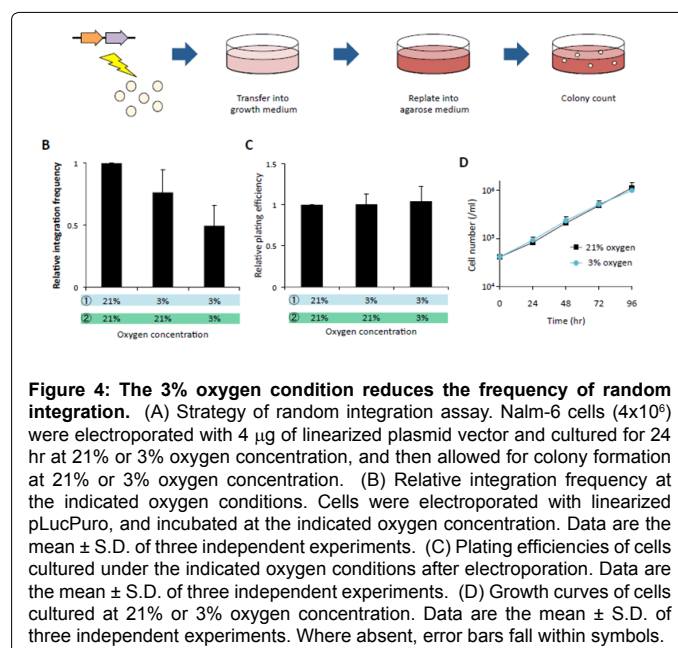 Transfer into
growth medium
Replate into
agarose medium
Colony count
B
Relative integration frequency
1
0.5
0
① 21% 3% 3%
② 21% 21% 3%
Oxygen concentration
C
Relative plating efficiency
1.5
1
0.5
0
① 21% 3% 3%
② 21% 21% 3%
Oxygen concentration
D
Cell number (/ml)
10⁶
10⁵
10⁴
21% oxygen
3% oxygen
0 24 48 72 96
Time (hr)
Figure 4: The 3% oxygen condition reduces the frequency of random
integration. (A) Strategy of random integration assay. Nalm-6 cells (4x10⁶)
were electroporated with 4 μg of linearized plasmid vector and cultured for 24
hr at 21% or 3% oxygen concentration, and then allowed for colony formation
at 21% or 3% oxygen concentration. (B) Relative integration frequency at
the indicated oxygen conditions. Cells were electroporated with linearized
pLucPuro, and incubated at the indicated oxygen concentration. Data are the
mean ± S.D. of three independent experiments. (C) Plating efficiencies of cells
cultured under the indicated oxygen conditions after electroporation. Data are
the mean ± S.D. of three independent experiments. (D) Growth curves of cells
cultured at 21% or 3% oxygen concentration. Data are the mean ± S.D. of
three independent experiments. Where absent, error bars fall within symbols.